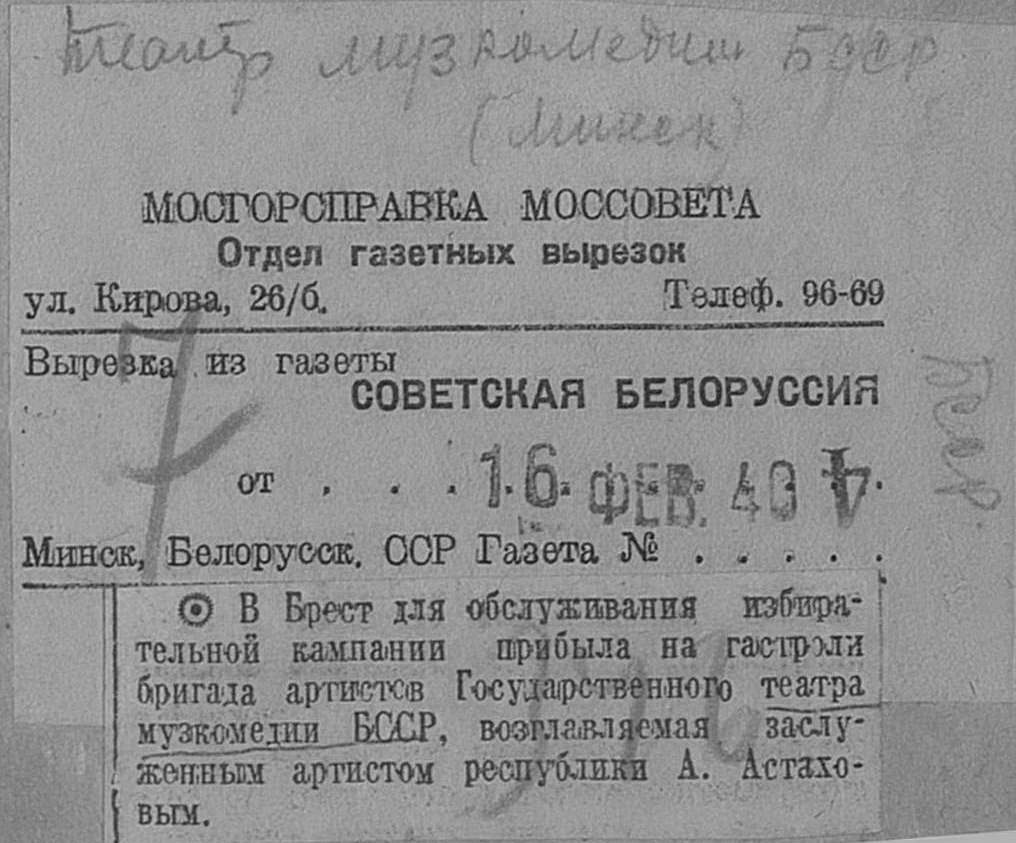 театр музкомедии БССР
(Минск)
МОСГОРСПРАВКА МОССОВЕТА
Отдел газетных вырезок
ул. Кирова, 26/б. Телеф. 96-69
Вырезка из газеты
СОВЕТСКАЯ БЕЛОРУССИЯ
БССР
7
от . . . 16. ФЕВ. 40
Минск, Белорусск. ССР Газета № . . . . .
В Брест для обслуживания избира-
тельной кампании прибыла на гастроли
бригада артистов Государственного театра
музкомедии БССР, возглавляемая заслу-
женным артистом республики А. Астахо-
вым.